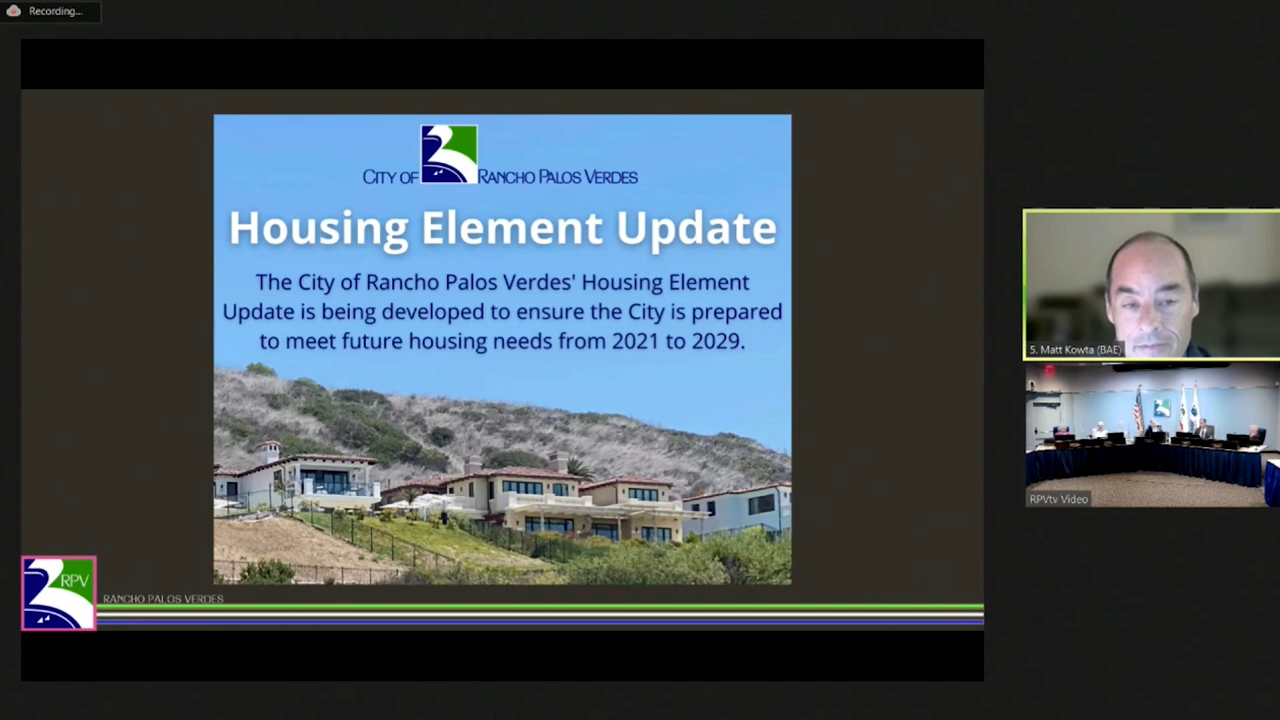 Recording...
CITY OF RANCHO PALOS VERDES
Housing Element Update
The City of Rancho Palos Verdes' Housing Element
Update is being developed to ensure the City is prepared
to meet future housing needs from 2021 to 2029.
5. Matt Kowta (BAE)
RPVtv Video
RPV
RANCHO PALOS VERDES